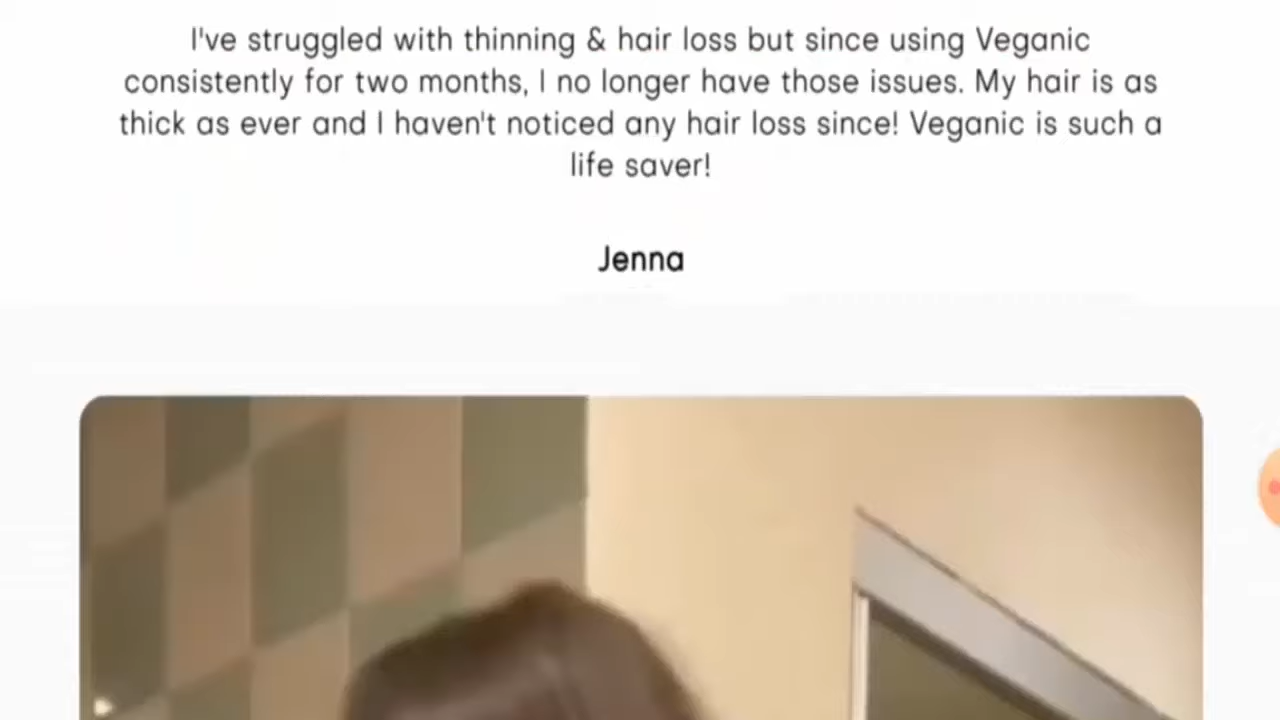 I've struggled with thinning & hair loss but since using Veganic
consistently for two months, I no longer have those issues. My hair is as
thick as ever and I haven't noticed any hair loss since! Veganic is such a
life saver!
Jenna